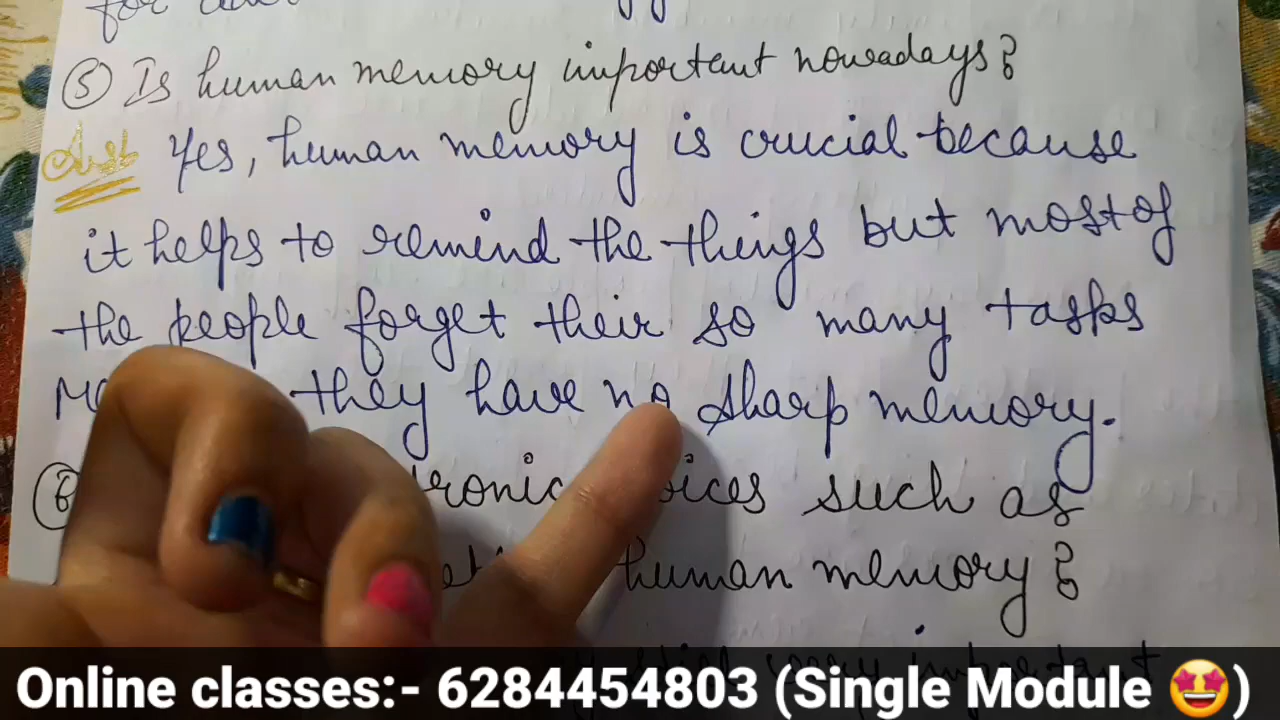 for
⑤ Is human memory important nowadays?
Ans Yes, human memory is crucial because
it helps to remind the things but most of
the people forget their so many tasks
they have no sharp memory.
such as
human memory?
important
Online classes:- 6284454803 (Single Module 🤩)